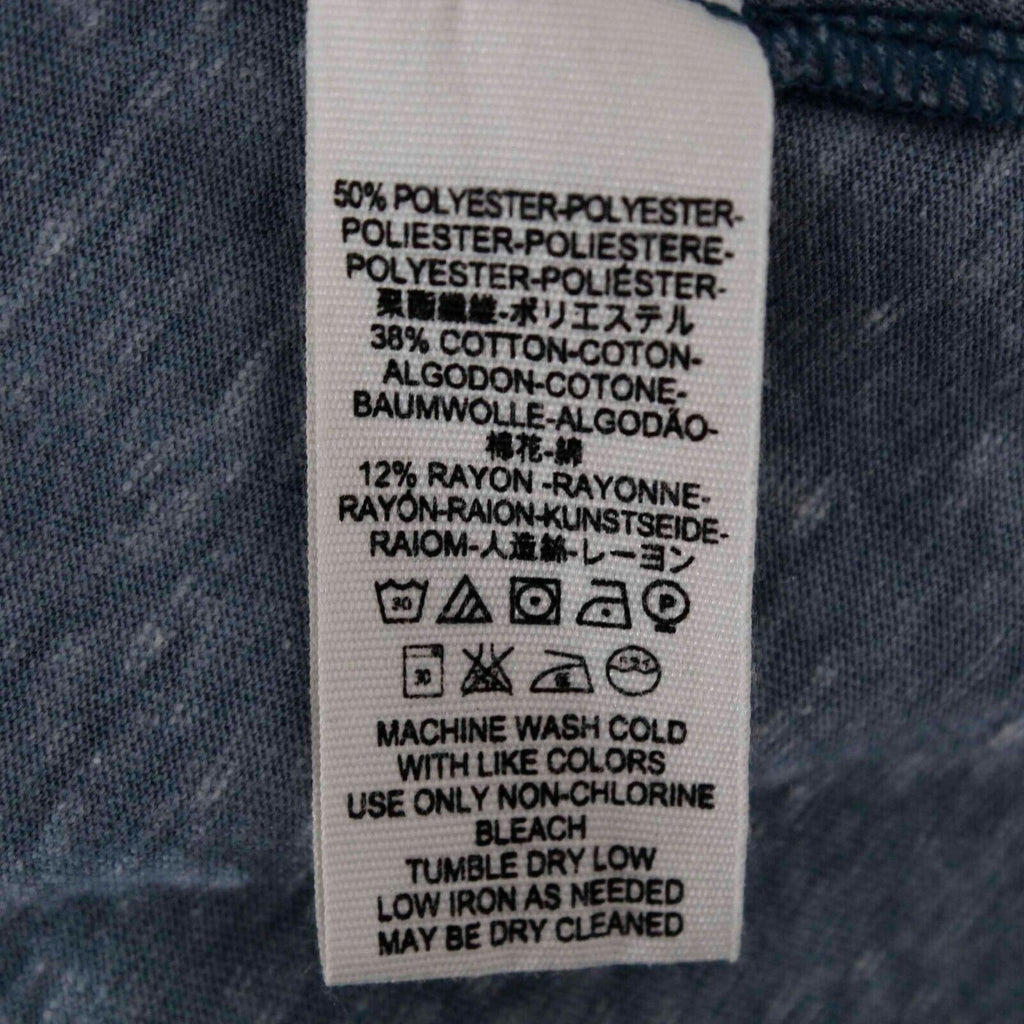 50% POLYESTER-POLYESTER-
POLIESTER-POLIESTERE-
POLYESTER-POLIÉSTER-
聚酯纖維-ポリエステル
38% COTTON-COTON-
ALGODON-COTONE-
BAUMWOLLE-ALGODÃO-
棉花-綿
12% RAYON -RAYONNE-
RAYÓN-RAION-KUNSTSEIDE-
RAIOM-人造絲-レーヨン
30 P
30
MACHINE WASH COLD
WITH LIKE COLORS
USE ONLY NON-CHLORINE
BLEACH
TUMBLE DRY LOW
LOW IRON AS NEEDED
MAY BE DRY CLEANED